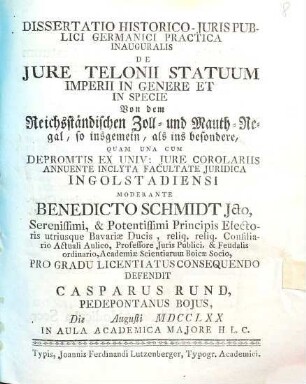 DISSERTATIO HISTORICO-JURIS PUB-
LICI GERMANICI PRACTICA
INAUGURALIS
DE
JURE TELONII STATUUM
IMPERII IN GENERE ET
IN SPECIE
Von dem
Reichsständischen Zoll- und Mauth-Re-
gal, so insgemein, als ins besondere,
QUAM UNA CUM
DEPROMTIS EX UNIV: JURE COROLARIIS
ANNUENTE INCLYTA FACULTATE JURIDICA
INGOLSTADIENSI
MODERANTE
BENEDICTO SCHMIDT Jcto,
Serenissimi, & Potentissimi Principis Electo-
ris utriusque Bavariæ Ducis, reliq. reliq. Consilia-
rio Actuali Aulico, Professore Juris Publici. & Feudalis
ordinario, Academiæ Scientiarum Boicæ Socio,
PRO GRADU LICENTIATUS CONSEQUENDO
DEFENDIT
CASPARUS RUND,
PEDEPONTANUS BOJUS,
Die Augusti MDCCLXX
IN AULA ACADEMICA MAJORE H L C.
Typis, Joannis Ferdinandi Lutzenberger, Typogr. Academici.